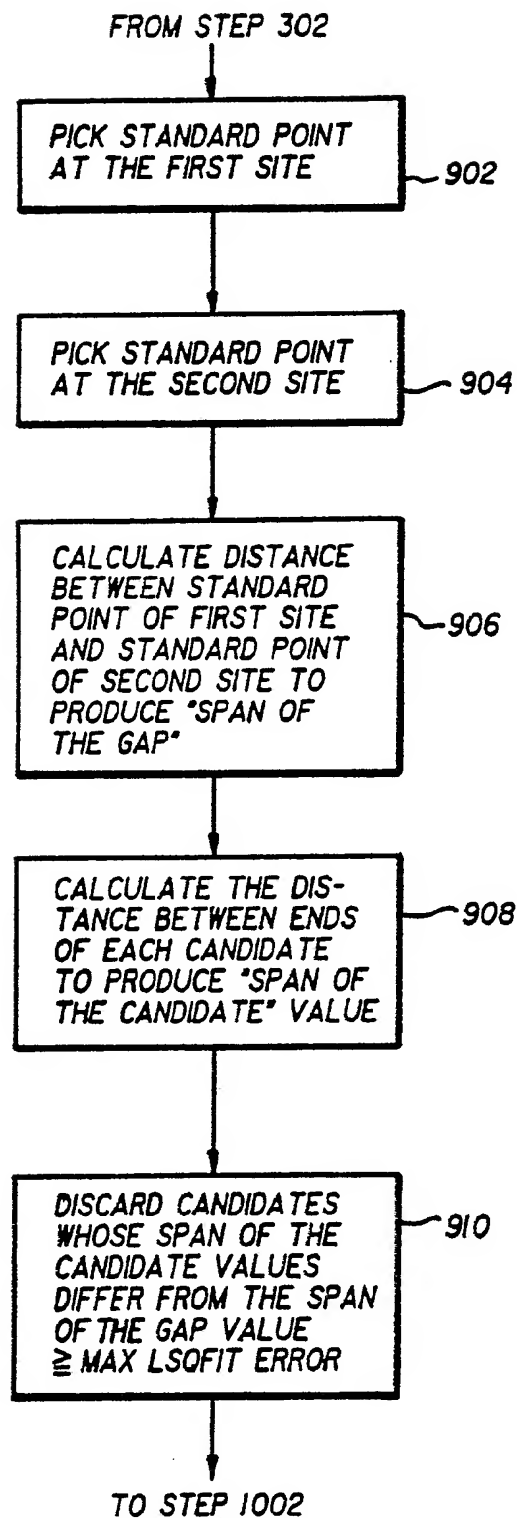 FROM STEP 302
PICK STANDARD POINT
AT THE FIRST SITE
902
PICK STANDARD POINT
AT THE SECOND SITE
904
CALCULATE DISTANCE
BETWEEN STANDARD
POINT OF FIRST SITE
AND STANDARD POINT
OF SECOND SITE TO
PRODUCE "SPAN OF
THE GAP"
906
CALCULATE THE DIS-
TANCE BETWEEN ENDS
OF EACH CANDIDATE
TO PRODUCE "SPAN OF
THE CANDIDATE" VALUE
908
DISCARD CANDIDATES
WHOSE SPAN OF THE
CANDIDATE VALUES
DIFFER FROM THE SPAN
OF THE GAP VALUE
≧ MAX LSQFIT ERROR
910
TO STEP 1002